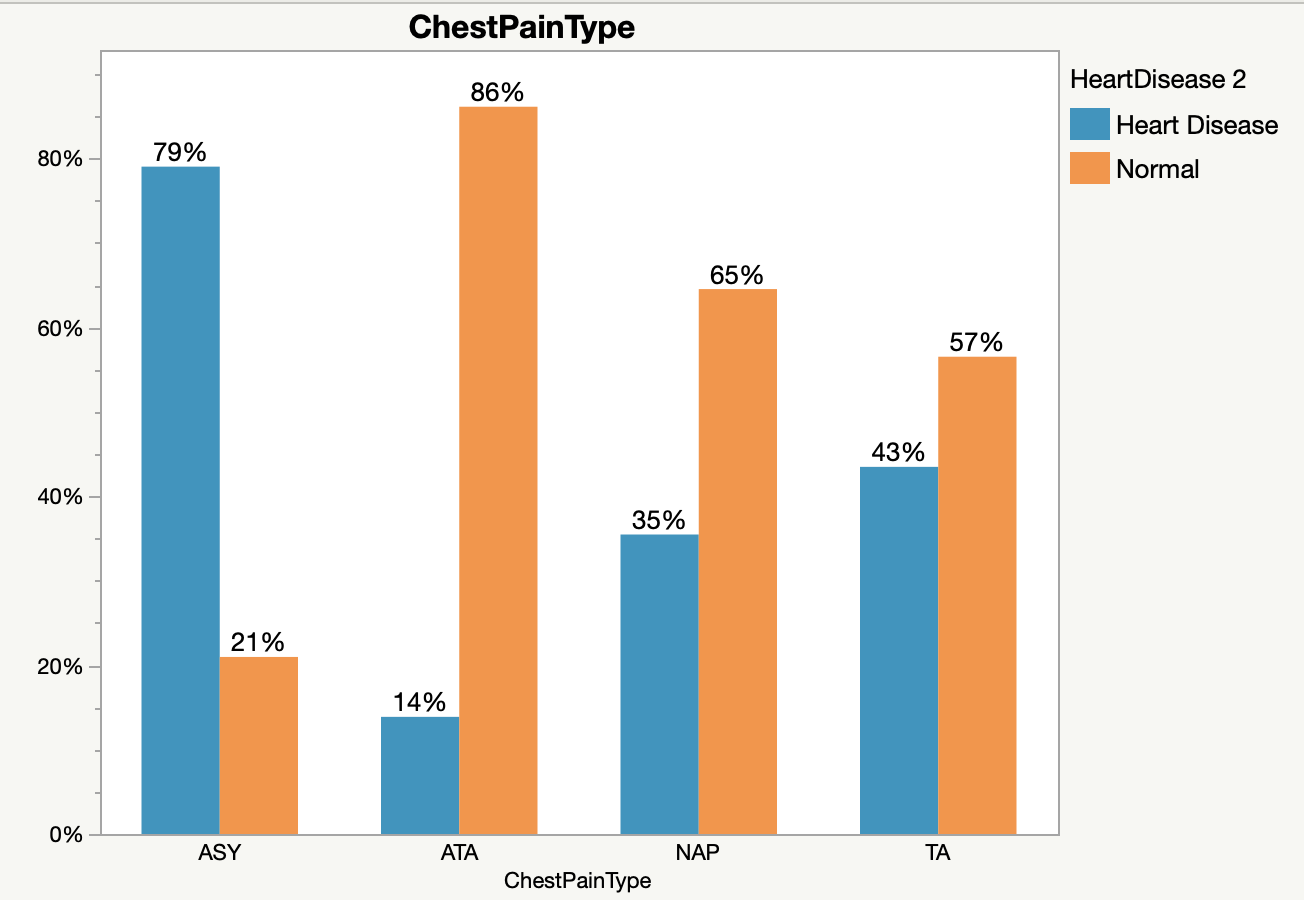 ChestPainType
HeartDisease 2
Heart Disease
Normal
80%
60%
40%
20%
0%
79%
21%
14%
86%
35%
65%
43%
57%
ASY
ATA
NAP
TA
ChestPainType